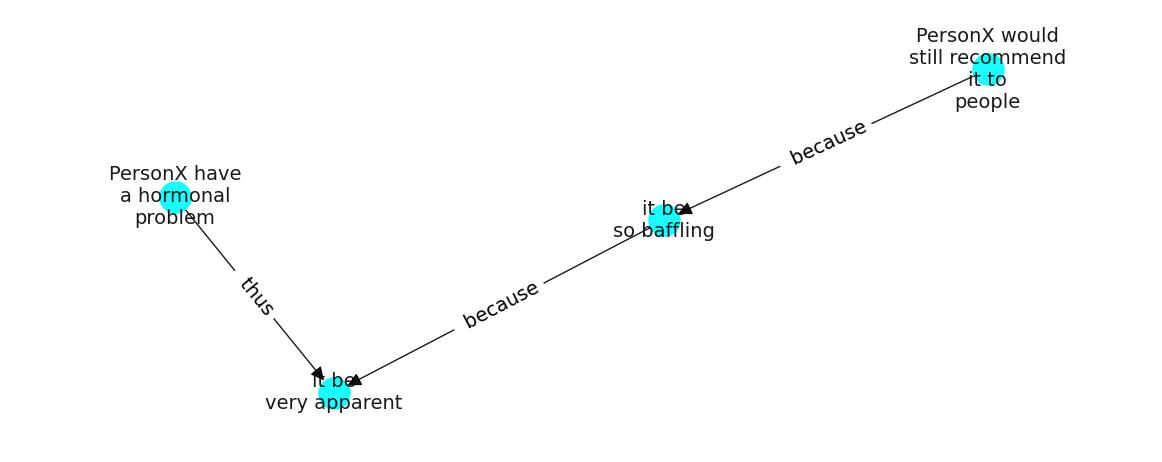 PersonX would
still recommend
it to
people
because
PersonX have
a hormonal
problem
it be
so baffling
thus
because
it be
very apparent